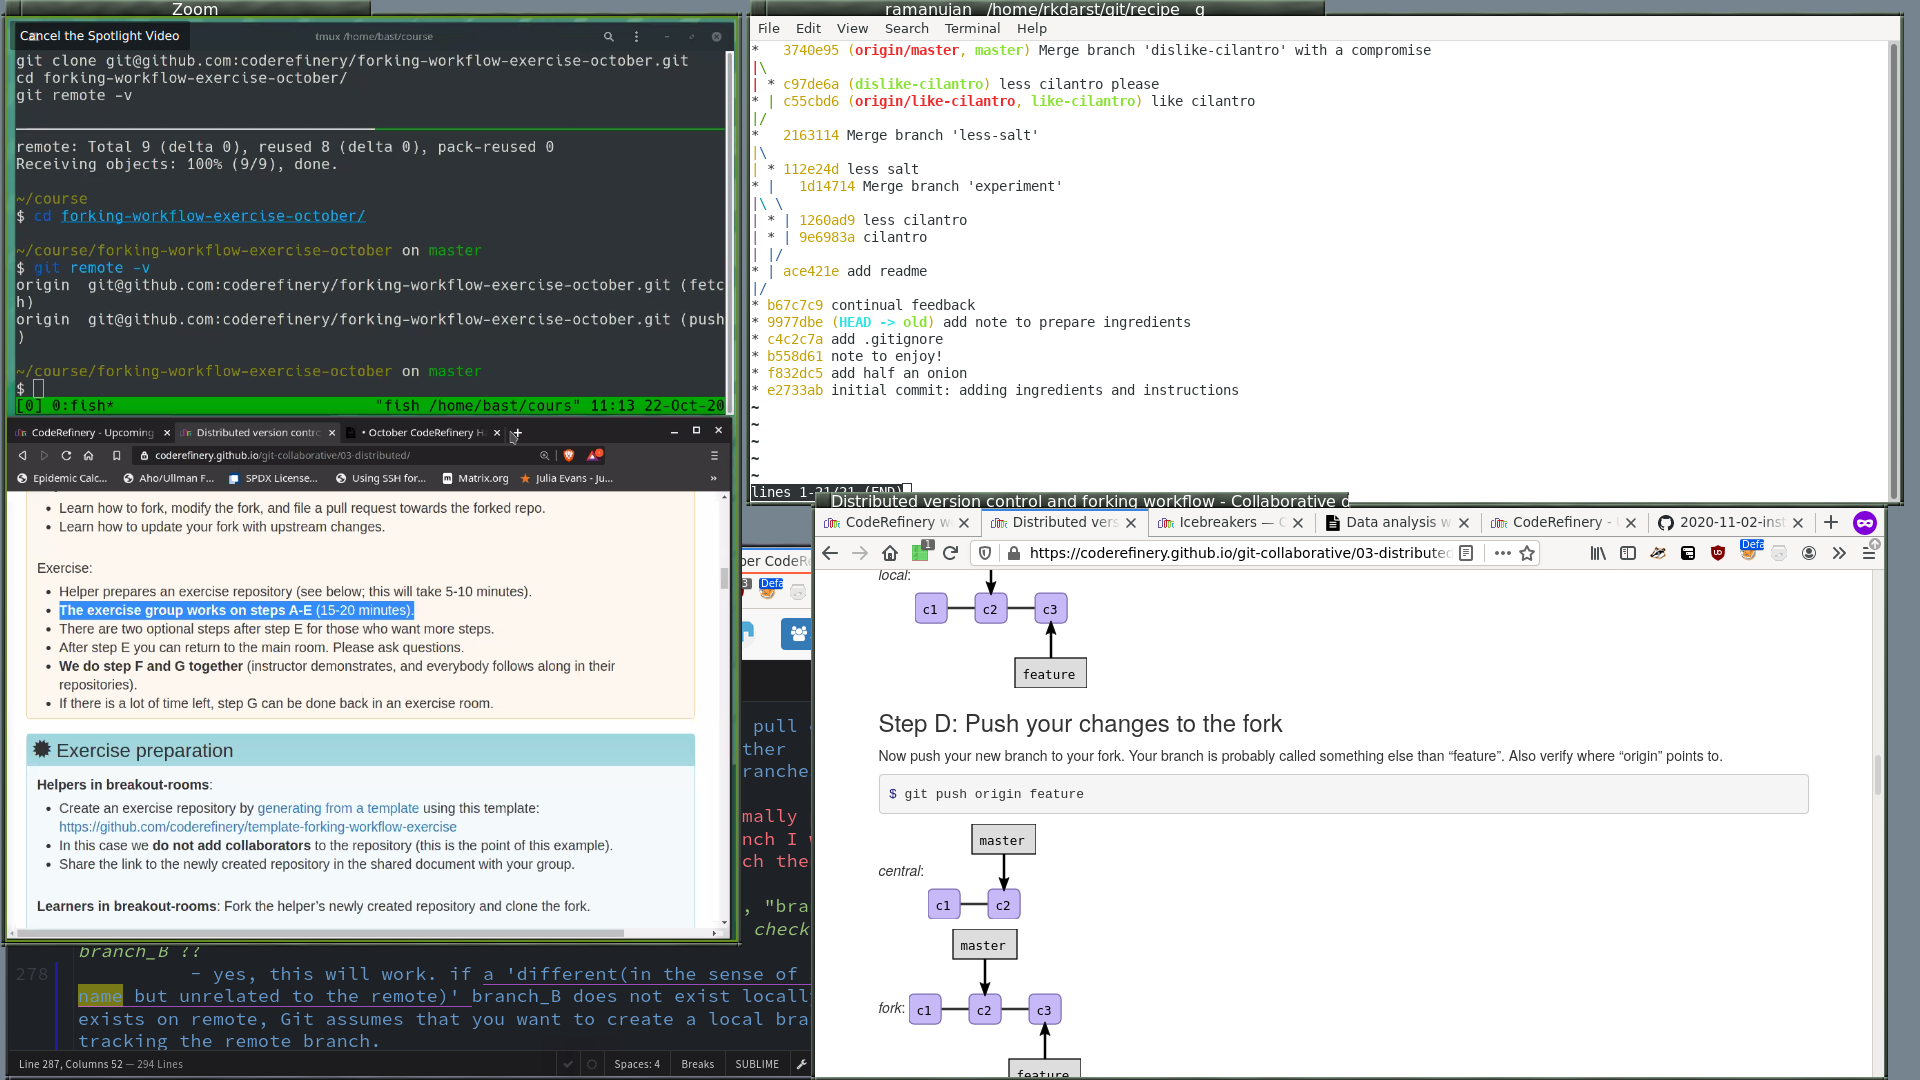 Zoom
Cancel the Spotlight Video
tmux /home/bast/course
git clone git@github.com:coderefinery/forking-workflow-exercise-october.git
cd forking-workflow-exercise-october/
git remote -v
remote: Total 9 (delta 0), reused 8 (delta 0), pack-reused 0
Receiving objects: 100% (9/9), done.
~/course
$ cd forking-workflow-exercise-october/
~/course/forking-workflow-exercise-october on master
$ git remote -v
origin  git@github.com:coderefinery/forking-workflow-exercise-october.git (fetc
h)
origin  git@github.com:coderefinery/forking-workflow-exercise-october.git (push
)
~/course/forking-workflow-exercise-october on master
$
[0] 0:fish* "fish /home/bast/cours" 11:13 22-Oct-20
CodeRefinery - Upcoming
Distributed version contro
• October CodeRefinery H
coderefinery.github.io/git-collaborative/03-distributed/
Epidemic Calc...
Aho/Ullman F...
SPDX License...
Using SSH for...
Matrix.org
Julia Evans - Ju...
• Learn how to fork, modify the fork, and file a pull request towards the forked repo.
• Learn how to update your fork with upstream changes.
Exercise:
• Helper prepares an exercise repository (see below; this will take 5-10 minutes).
• The exercise group works on steps A-E (15-20 minutes).
• There are two optional steps after step E for those who want more steps.
• After step E you can return to the main room. Please ask questions.
• We do step F and G together (instructor demonstrates, and everybody follows along in their
repositories).
• If there is a lot of time left, step G can be done back in an exercise room.
Exercise preparation
Helpers in breakout-rooms:
• Create an exercise repository by generating from a template using this template:
https://github.com/coderefinery/template-forking-workflow-exercise
• In this case we do not add collaborators to the repository (this is the point of this example).
• Share the link to the newly created repository in the shared document with your group.
Learners in breakout-rooms: Fork the helper's newly created repository and clone the fork.
ramanujan  /home/rkdarst/git/recipe  g
File Edit View Search Terminal Help
*   3740e95 (origin/master, master) Merge branch 'dislike-cilantro' with a compromise
|\
| * c97de6a (dislike-cilantro) less cilantro please
* | c55cbd6 (origin/like-cilantro, like-cilantro) like cilantro
|/
*   2163114 Merge branch 'less-salt'
|\
| * 112e24d less salt
* |   1d14714 Merge branch 'experiment'
|\ \
| * | 1260ad9 less cilantro
| * | 9e6983a cilantro
| |/
* | ace421e add readme
|/
* b67c7c9 continual feedback
* 9977dbe (HEAD -> old) add note to prepare ingredients
* c4c2c7a add .gitignore
* b558d61 note to enjoy!
* f832dc5 add half an onion
* e2733ab initial commit: adding ingredients and instructions
~
~
~
~
~
lines 1-21/21 (END)
ber CodeR
3
Defa
pull
ther
ranche
mally
nch I w
ch the
, "bra
check
branch_B ??
278 - yes, this will work. if a 'different(in the sense of
name but unrelated to the remote)' branch_B does not exist locall
exists on remote, Git assumes that you want to create a local bra
tracking the remote branch.
Line 287, Columns 52 — 294 Lines
Spaces: 4
Breaks
SUBLIME
Distributed version control and forking workflow - Collaborative d
CodeRefinery w
Distributed vers
Icebreakers — C
Data analysis w
CodeRefinery -
2020-11-02-inst
1
https://coderefinery.github.io/git-collaborative/03-distributed
Defa
local:
c1
c2
c3
feature
Step D: Push your changes to the fork
Now push your new branch to your fork. Your branch is probably called something else than “feature”. Also verify where “origin” points to.
$ git push origin feature
master
central:
c1
c2
master
fork:
c1
c2
c3
feature